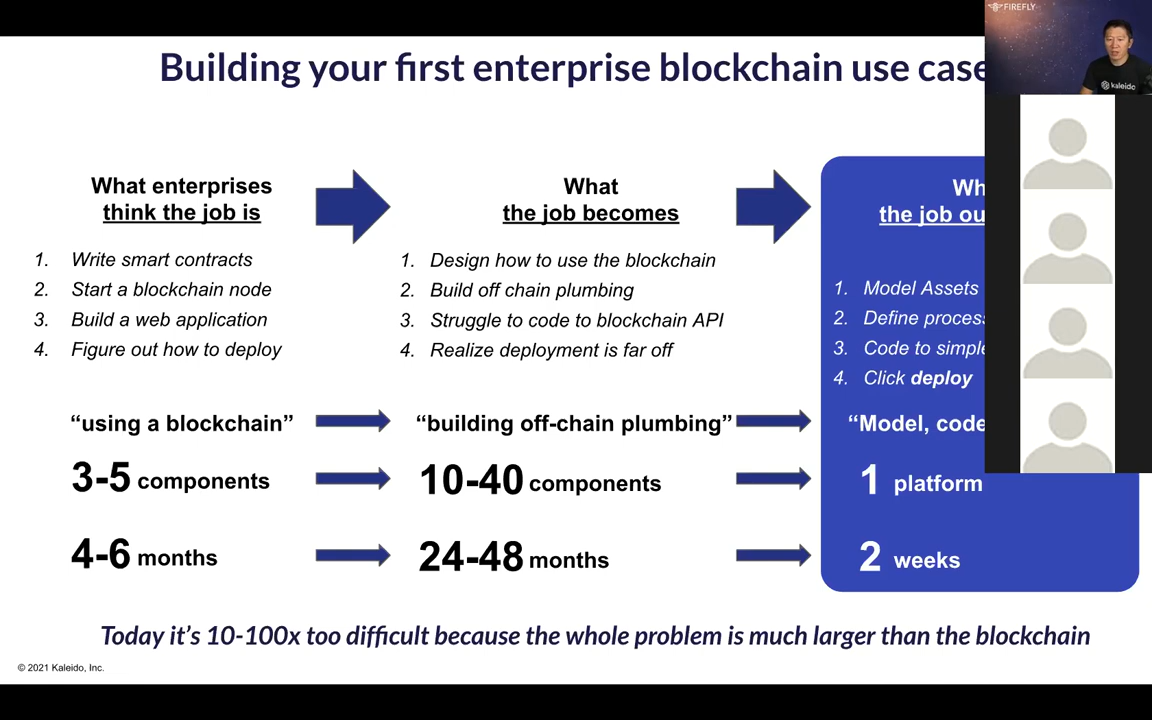 FIREFLY
kaleido
Building your first enterprise blockchain use case
What enterprises
think the job is
1. Write smart contracts
2. Start a blockchain node
3. Build a web application
4. Figure out how to deploy
“using a blockchain”
3-5 components
4-6 months
What
the job becomes
1. Design how to use the blockchain
2. Build off chain plumbing
3. Struggle to code to blockchain API
4. Realize deployment is far off
“building off-chain plumbing”
10-40 components
24-48 months
the job
1. Model Assets
2. Define
3. Code to
4. Click deploy
“Model, code
1 platform
2 weeks
Today it’s 10-100x too difficult because the whole problem is much larger than the blockchain
© 2021 Kaleido, Inc.